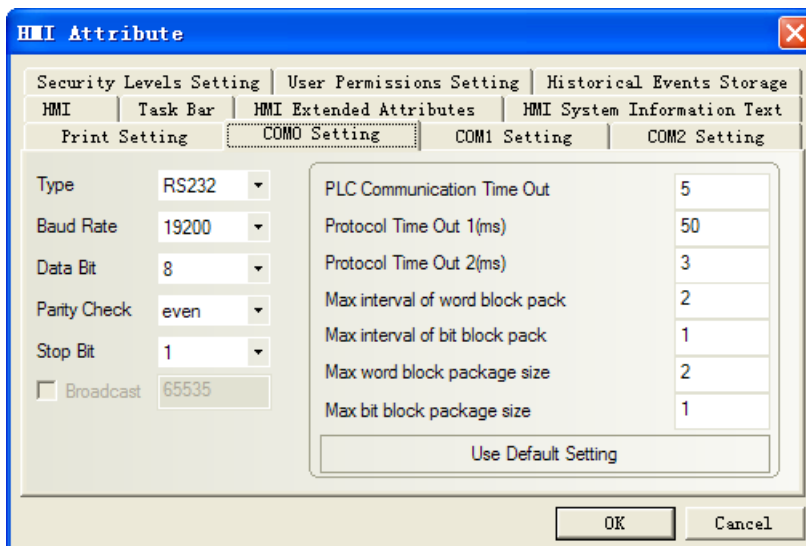 HMI Attribute
Security Levels Setting User Permissions Setting Historical Events Storage
HMI Task Bar HMI Extended Attributes HMI System Information Text
Print Setting COM0 Setting COM1 Setting COM2 Setting
Type RS232
Baud Rate 19200
Data Bit 8
Parity Check even
Stop Bit 1
Broadcast 65535
PLC Communication Time Out 5
Protocol Time Out 1(ms) 50
Protocol Time Out 2(ms) 3
Max interval of word block pack 2
Max interval of bit block pack 1
Max word block package size 2
Max bit block package size 1
Use Default Setting
OK Cancel